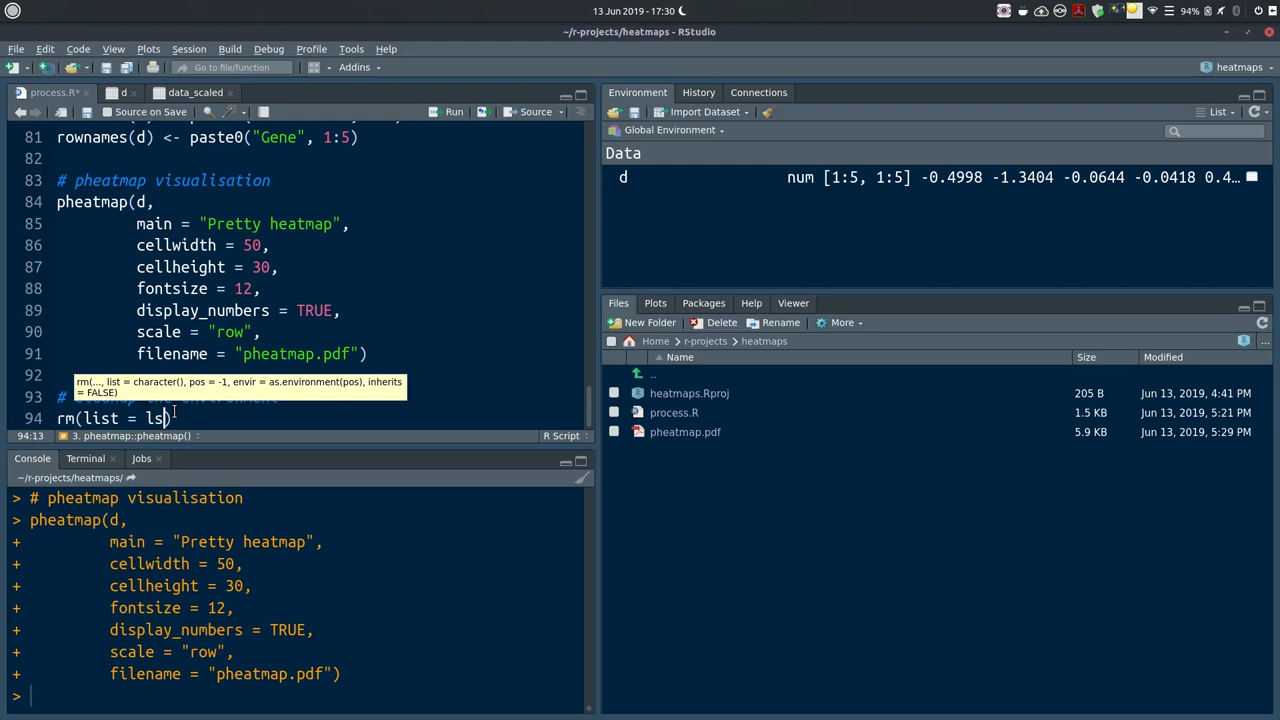 13 Jun 2019 - 17:30
94%
~/r-projects/heatmaps - RStudio
File Edit Code View Plots Session Build Debug Profile Tools Help
Go to file/function
Addins
heatmaps
process.R* d data_scaled
Source on Save
Run
Source
81 rownames(d) <- paste0("Gene", 1:5)
82
83 # pheatmap visualisation
84 pheatmap(d,
85 main = "Pretty heatmap",
86 cellwidth = 50,
87 cellheight = 30,
88 fontsize = 12,
89 display_numbers = TRUE,
90 scale = "row",
91 filename = "pheatmap.pdf")
92
rm(..., list = character(), pos = -1, envir = as.environment(pos), inherits
= FALSE)
93 #
94 rm(list = ls)
94:13 3. pheatmap::pheatmap() R Script
Console Terminal Jobs
~/r-projects/heatmaps/
> # pheatmap visualisation
> pheatmap(d,
+ main = "Pretty heatmap",
+ cellwidth = 50,
+ cellheight = 30,
+ fontsize = 12,
+ display_numbers = TRUE,
+ scale = "row",
+ filename = "pheatmap.pdf")
>
Environment History Connections
Import Dataset
List
Global Environment
Data
d num [1:5, 1:5] -0.4998 -1.3404 -0.0644 -0.0418 0.4…
Files Plots Packages Help Viewer
New Folder Delete Rename More
Home r-projects heatmaps
...
Name Size Modified
..
heatmaps.Rproj 205 B Jun 13, 2019, 4:41 PM
process.R 1.5 KB Jun 13, 2019, 5:21 PM
pheatmap.pdf 5.9 KB Jun 13, 2019, 5:29 PM